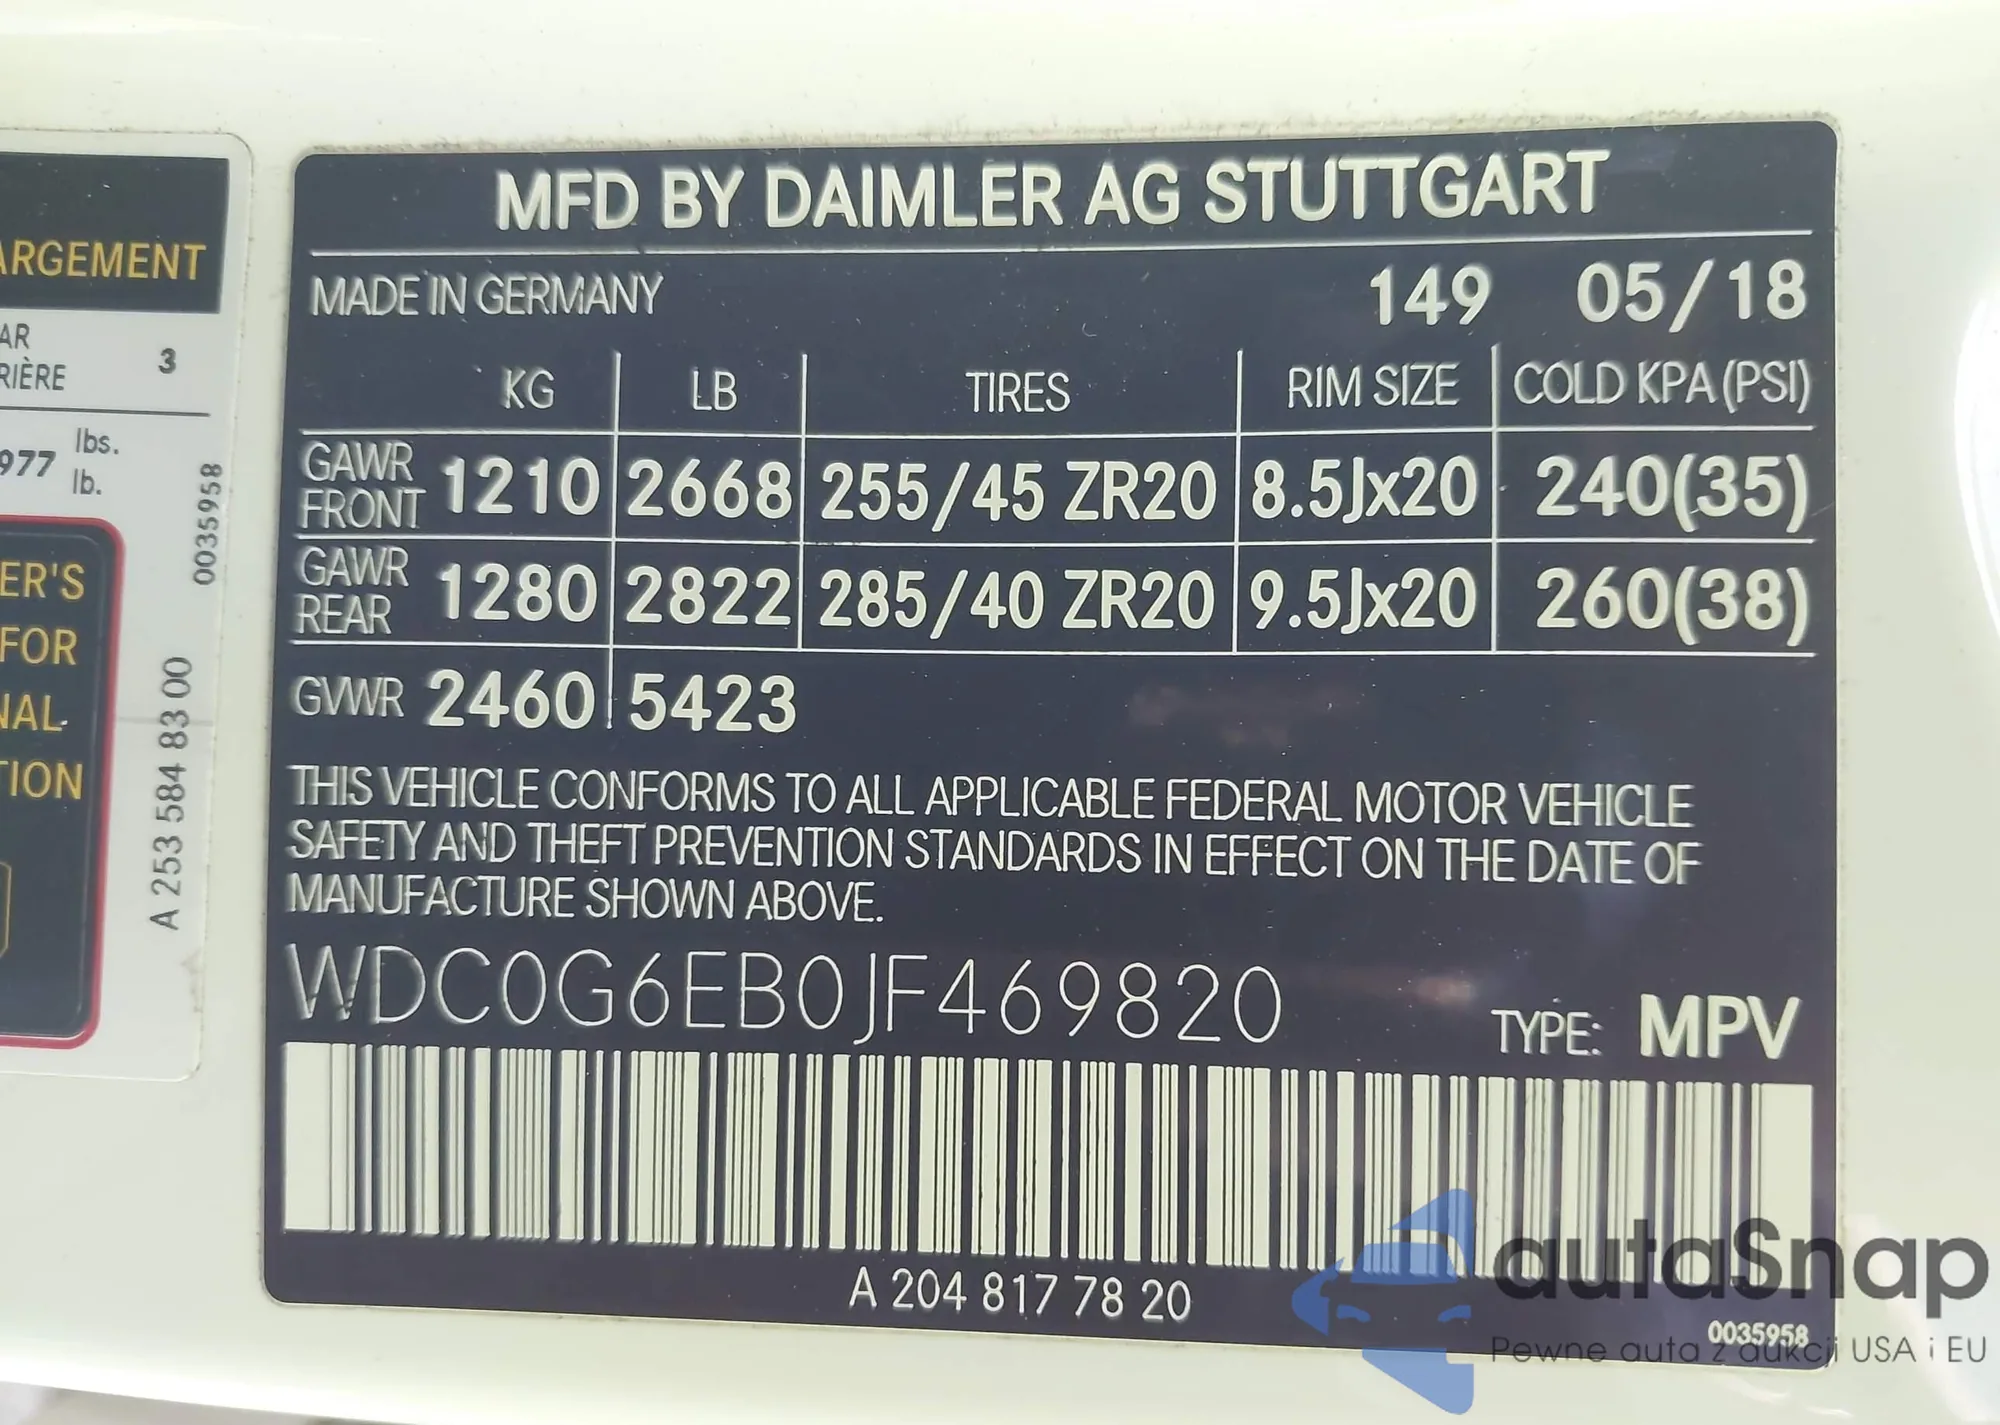 ARGEMENT
AR
RIÈRE
3
977 lbs.
lb.
ER'S
FOR
NAL
TION
0035958
A 253 584 83 00
MFD BY DAIMLER AG STUTTGART
MADE IN GERMANY 149 05/18
KG LB TIRES RIM SIZE COLD KPA (PSI)
GAWR FRONT 1210 2668 255/45 ZR20 8.5Jx20 240(35)
GAWR REAR 1280 2822 285/40 ZR20 9.5Jx20 260(38)
GVWR 2460 5423
THIS VEHICLE CONFORMS TO ALL APPLICABLE FEDERAL MOTOR VEHICLE
SAFETY AND THEFT PREVENTION STANDARDS IN EFFECT ON THE DATE OF
MANUFACTURE SHOWN ABOVE.
WDC0G6EB0JF469820
TYPE: MPV
A 204 817 78 20
0035958
autaSnap
Pewne auta z aukcji USA i EU